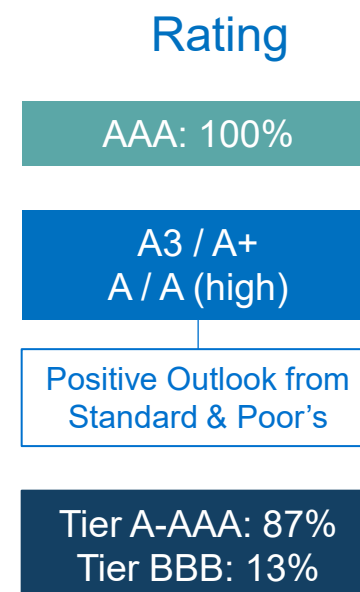 Rating
AAA: 100%
A3 / A+
A / A (high)
Positive Outlook from
Standard & Poor’s
Tier A-AAA: 87%
Tier BBB: 13%